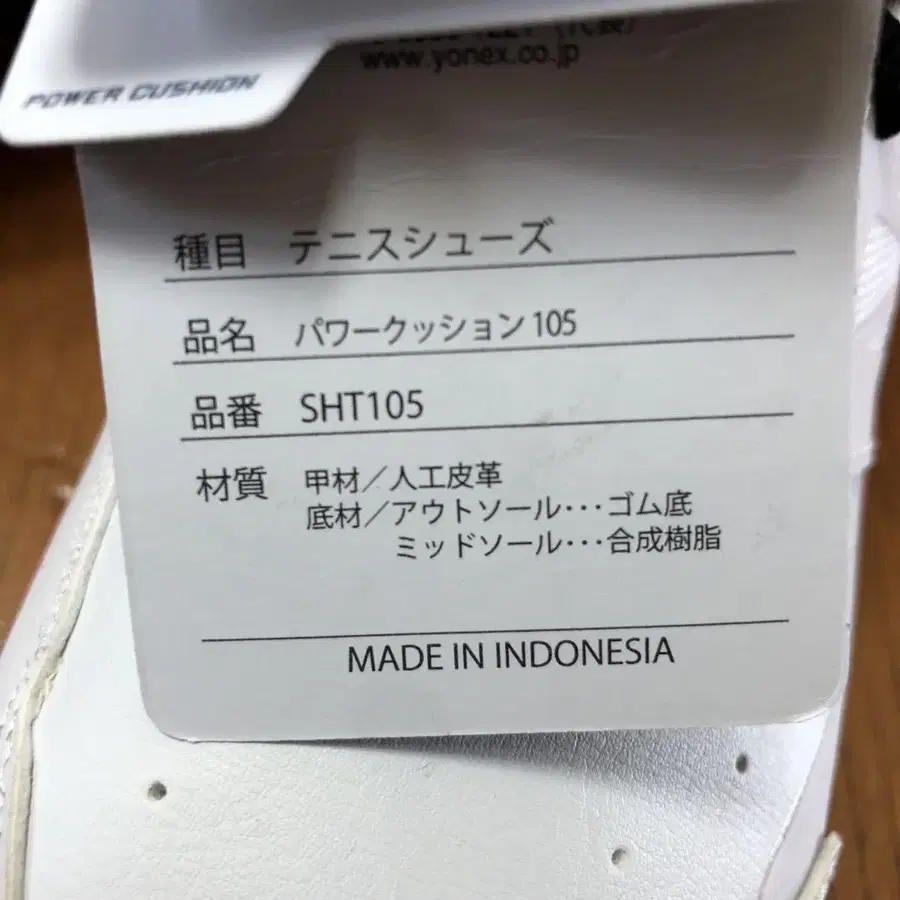 POWER CUSHION
www.yonex.co.jp
種目 テニスシューズ
品名 パワークッション105
品番 SHT105
材質 甲材/人工皮革
底材/アウトソール･･･ゴム底
ミッドソール･･･合成樹脂
MADE IN INDONESIA